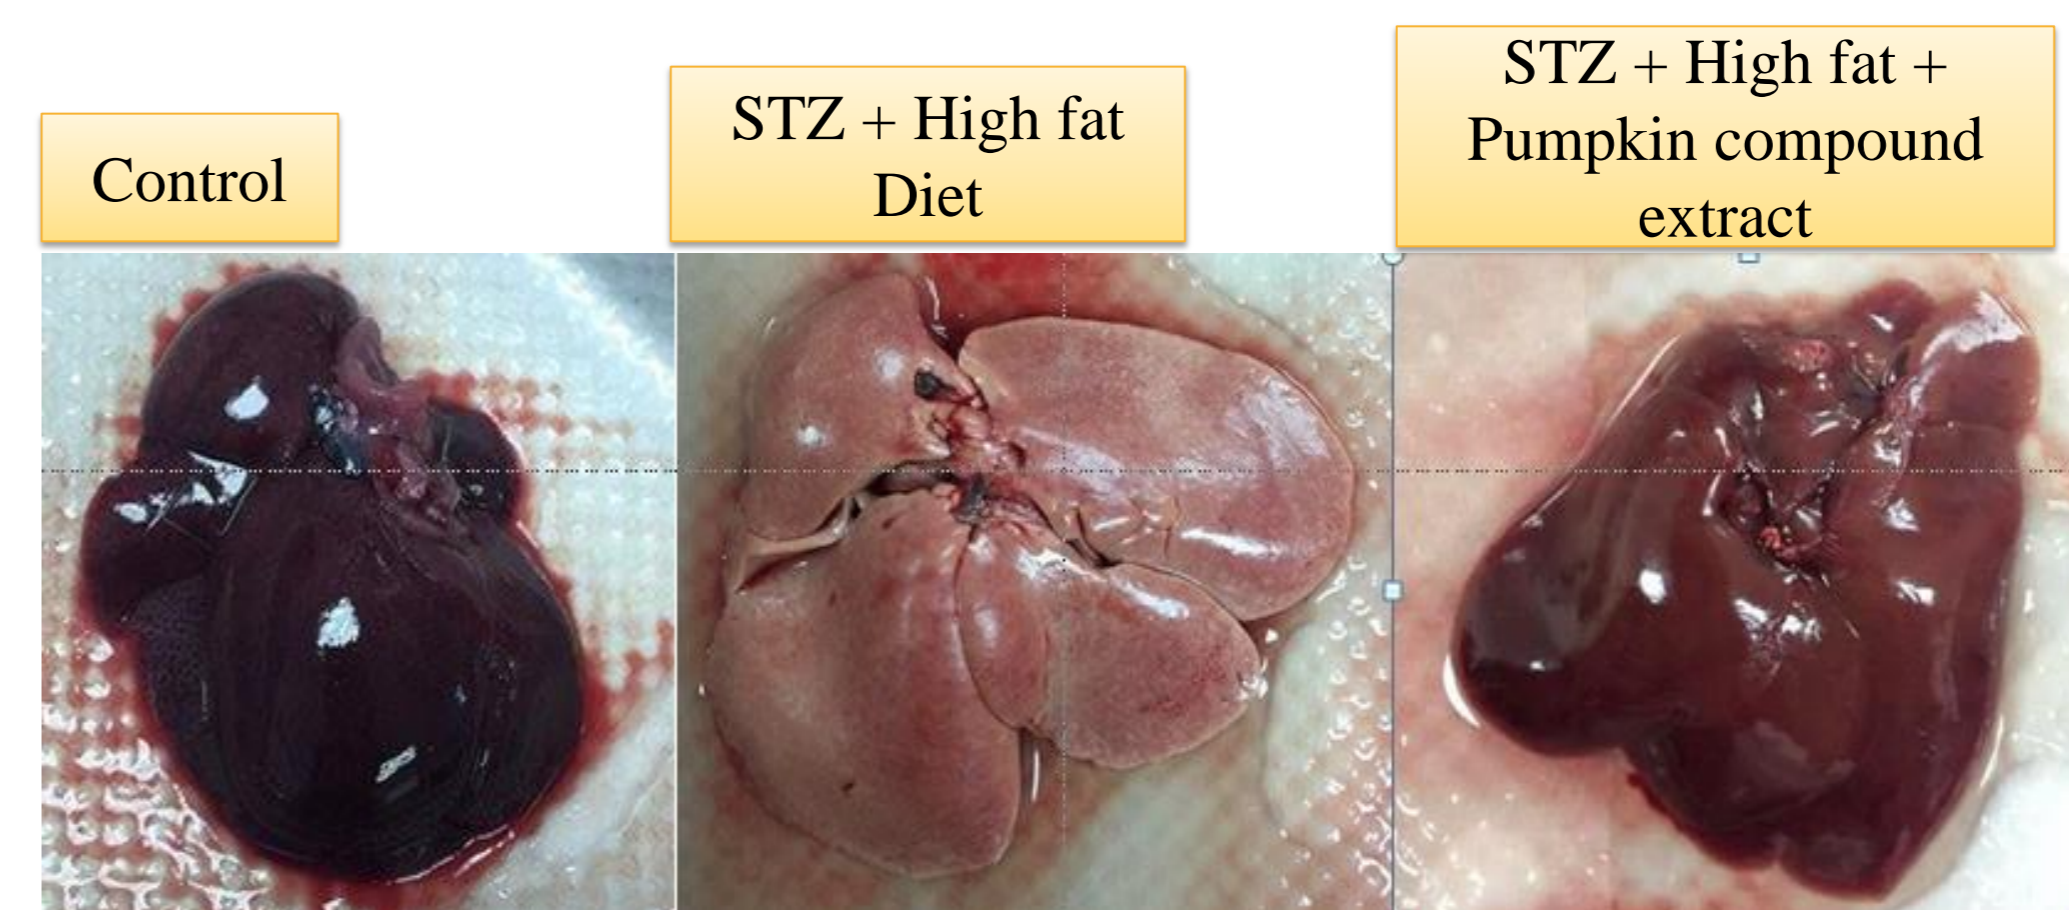 Control
STZ + High fat
Diet
STZ + High fat +
Pumpkin compound
extract